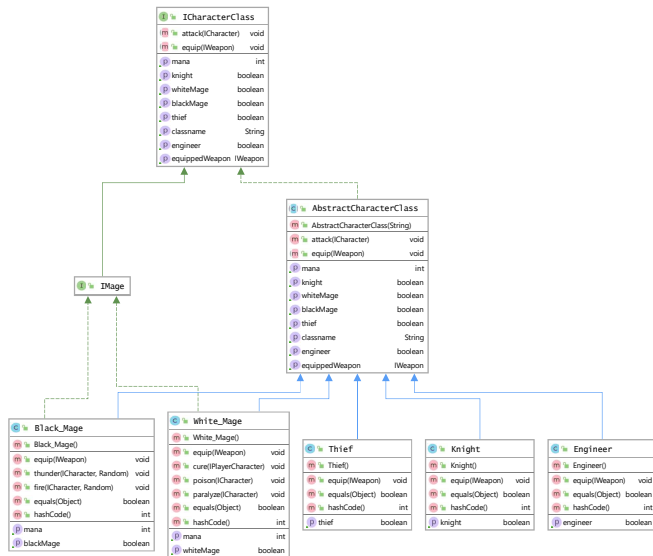 ICharacterClass
attack(ICharacter) void
equip(IWeapon) void
mana int
knight boolean
whiteMage boolean
blackMage boolean
thief boolean
classname String
engineer boolean
equippedWeapon IWeapon
AbstractCharacterClass
AbstractCharacterClass(String)
attack(ICharacter) void
equip(IWeapon) void
mana int
knight boolean
whiteMage boolean
blackMage boolean
thief boolean
classname String
engineer boolean
equippedWeapon IWeapon
IMage
Black_Mage
Black_Mage()
equip(IWeapon) void
thunder(ICharacter, Random) void
fire(ICharacter, Random) void
equals(Object) boolean
hashCode() int
mana int
blackMage boolean
White_Mage
White_Mage()
equip(IWeapon) void
cure(IPlayerCharacter) void
poison(ICharacter) void
paralyze(ICharacter) void
equals(Object) boolean
hashCode() int
mana int
whiteMage boolean
Thief
Thief()
equip(IWeapon) void
equals(Object) boolean
hashCode() int
thief boolean
Knight
Knight()
equip(IWeapon) void
equals(Object) boolean
hashCode() int
knight boolean
Engineer
Engineer()
equip(IWeapon) void
equals(Object) boolean
hashCode() int
engineer boolean